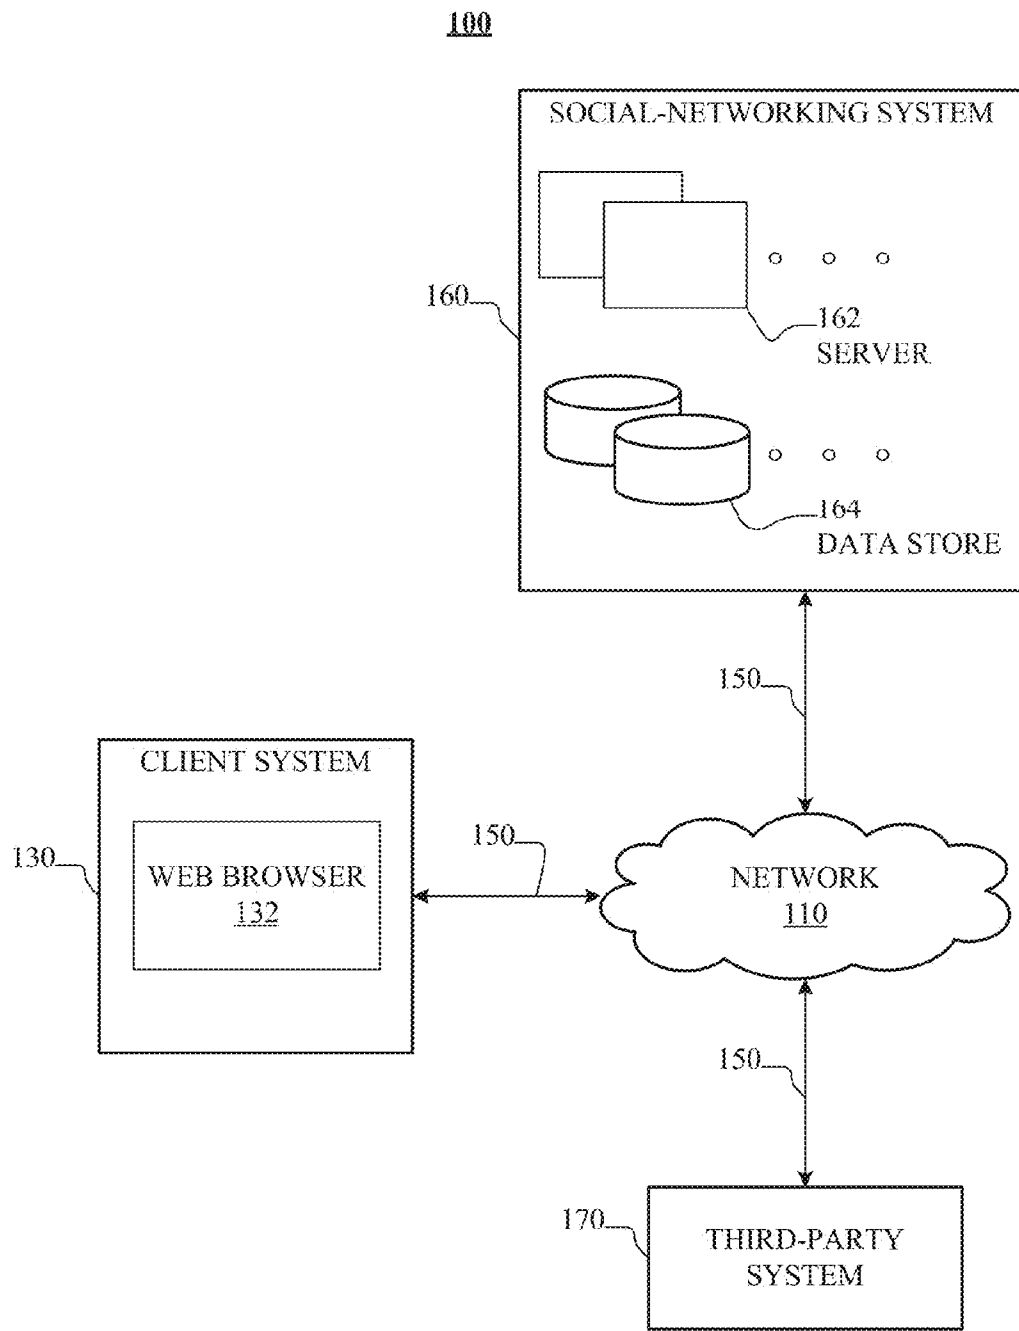 100
SOCIAL-NETWORKING SYSTEM
160
162
SERVER
164
DATA STORE
150
CLIENT SYSTEM
130
WEB BROWSER
132
150
NETWORK
110
150
170
THIRD-PARTY
SYSTEM